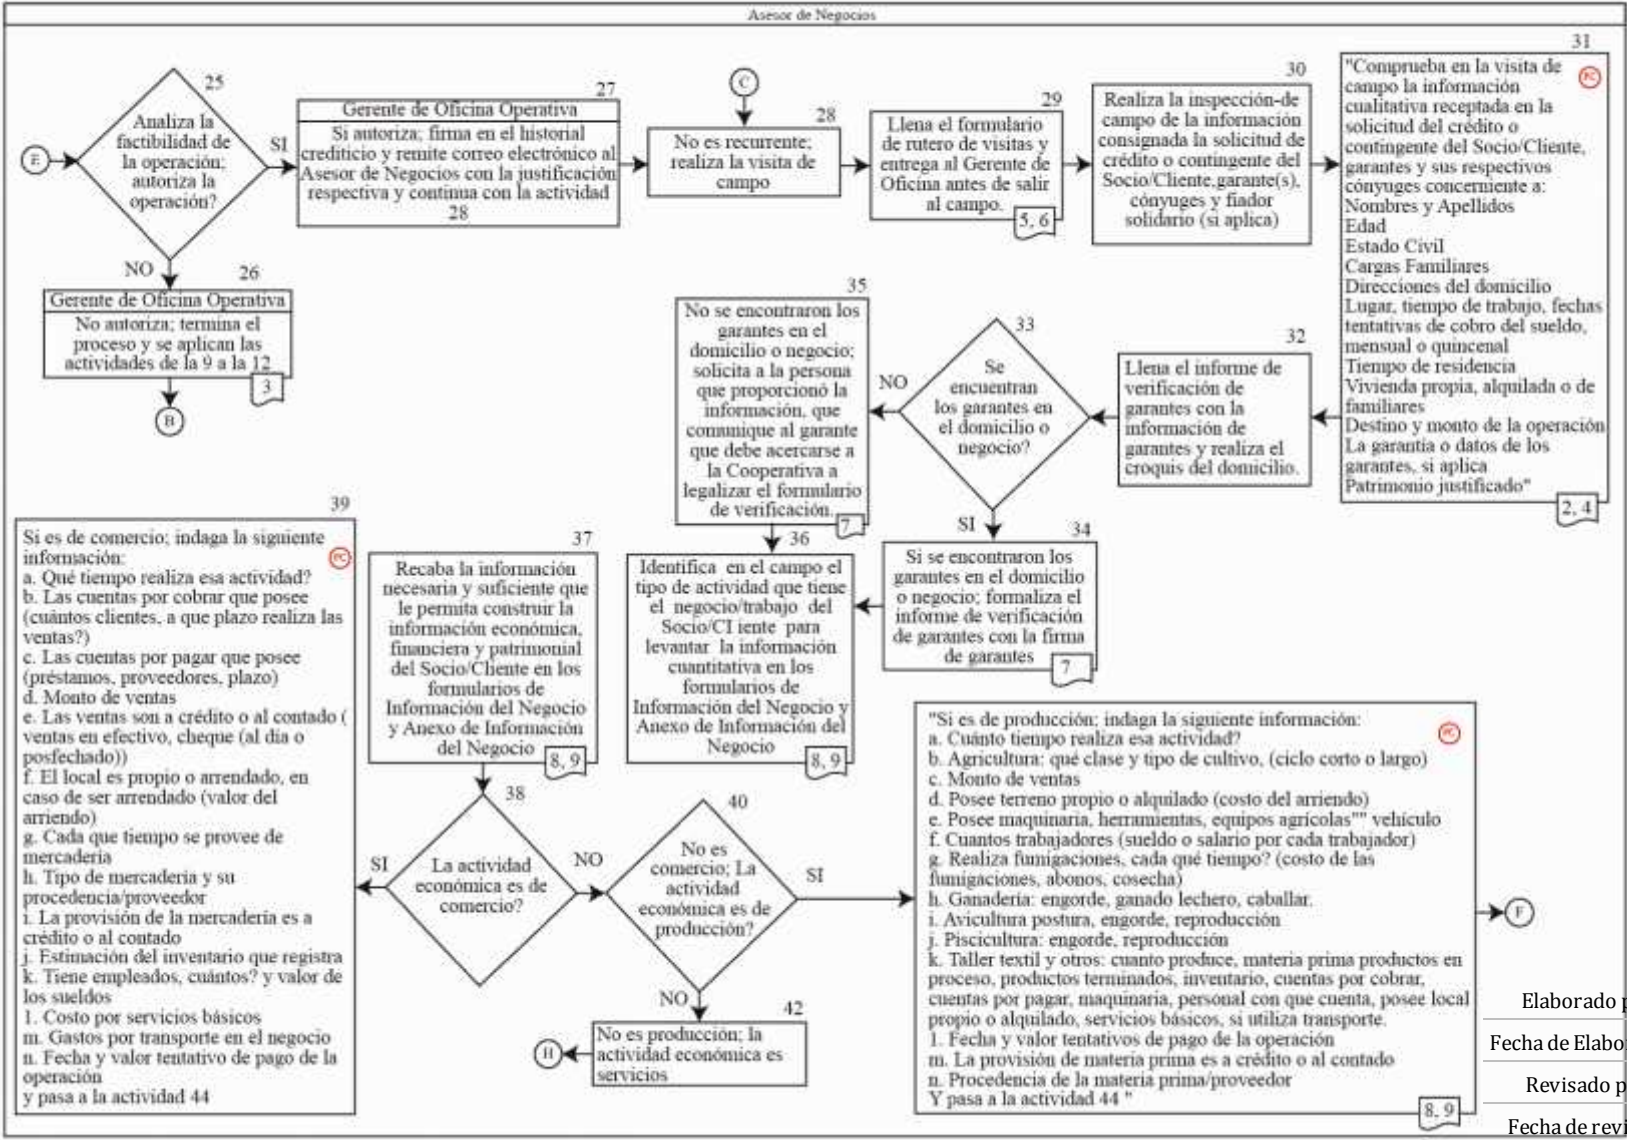 Asesor de Negocios
E
25
Analiza la
factibilidad de
la operación;
autoriza la
operación?
SI
NO
27
Gerente de Oficina Operativa
Si autoriza; firma en el historial
crediticio y remite correo electrónico al
Asesor de Negocios con la justificación
respectiva y continua con la actividad
28
26
Gerente de Oficina Operativa
No autoriza; termina el
proceso y se aplican las
actividades de la 9 a la 12
3
B
C
28
No es recurrente;
realiza la visita de
campo
29
Llena el formulario
de rutero de visitas y
entrega al Gerente de
Oficina antes de salir
al campo.
5, 6
30
Realiza la inspección-de
campo de la información
consignada la solicitud de
crédito o contingente del
Socio/Cliente,garante(s),
cónyuges y fiador
solidario (si aplica)
31
"Comprueba en la visita de
campo la información
cualitativa receptada en la
solicitud del crédito o
contingente del Socio/Cliente,
garantes y sus respectivos
cónyuges concerniente a:
Nombres y Apellidos
Edad
Estado Civil
Cargas Familiares
Direcciones del domicilio
Lugar, tiempo de trabajo, fechas
tentativas de cobro del sueldo,
mensual o quincenal
Tiempo de residencia
Vivienda propia, alquilada o de
familiares
Destino y monto de la operación
La garantía o datos de los
garantes, si aplica
Patrimonio justificado"
PC
2, 4
32
Llena el informe de
verificación de
garantes con la
información de
garantes y realiza el
croquis del domicilio.
33
Se
encuentran
los garantes en
el domicilio o
negocio?
NO
SI
35
No se encontraron los
garantes en el
domicilio o negocio;
solicita a la persona
que proporcionó la
información, que
comunique al garante
que debe acercarse a
la Cooperativa a
legalizar el formulario
de verificación.
7
34
Si se encontraron los
garantes en el domicilio
o negocio; formaliza el
informe de verificación
de garantes con la firma
de garantes
7
36
Identifica en el campo el
tipo de actividad que tiene
el negocio/trabajo del
Socio/CI iente para
levantar la información
cuantitativa en los
formularios de
Información del Negocio y
Anexo de Información del
Negocio
8, 9
37
Recaba la información
necesaria y suficiente que
le permita construir la
información económica,
financiera y patrimonial
del Socio/Cliente en los
formularios de
Información del Negocio
y Anexo de Información
del Negocio
8, 9
38
La actividad
económica es de
comercio?
SI
NO
39
Si es de comercio; indaga la siguiente
información:
PC
a. Qué tiempo realiza esa actividad?
b. Las cuentas por cobrar que posee
(cuántos clientes, a que plazo realiza las
ventas?)
c. Las cuentas por pagar que posee
(préstamos, proveedores, plazo)
d. Monto de ventas
e. Las ventas son a crédito o al contado (
ventas en efectivo, cheque (al día o
posfechado))
f. El local es propio o arrendado, en
caso de ser arrendado (valor del
arriendo)
g. Cada que tiempo se provee de
mercadería
h. Tipo de mercadería y su
procedencia/proveedor
i. La provisión de la mercadería es a
crédito o al contado
j. Estimación del inventario que registra
k. Tiene empleados, cuántos? y valor de
los sueldos
l. Costo por servicios básicos
m. Gastos por transporte en el negocio
n. Fecha y valor tentativo de pago de la
operación
y pasa a la actividad 44
40
No es
comercio; La
actividad
económica es de
producción?
SI
NO
42
No es producción; la
actividad económica es
servicios
H
"Si es de producción; indaga la siguiente información:
PC
a. Cuánto tiempo realiza esa actividad?
b. Agricultura: qué clase y tipo de cultivo, (ciclo corto o largo)
c. Monto de ventas
d. Posee terreno propio o alquilado (costo del arriendo)
e. Posee maquinaria, herramientas, equipos agrícolas"" vehículo
f. Cuantos trabajadores (sueldo o salario por cada trabajador)
g. Realiza fumigaciones, cada qué tiempo? (costo de las
fumigaciones, abonos, cosecha)
h. Ganadería: engorde, ganado lechero, caballar.
i. Avicultura postura, engorde, reproducción
j. Piscicultura: engorde, reproducción
k. Taller textil y otros: cuanto produce, materia prima productos en
proceso, productos terminados, inventario, cuentas por cobrar,
cuentas por pagar, maquinaria, personal con que cuenta, posee local
propio o alquilado, servicios básicos, si utiliza transporte.
l. Fecha y valor tentativos de pago de la operación
m. La provisión de materia prima es a crédito o al contado
n. Procedencia de la materia prima/proveedor
Y pasa a la actividad 44 "
8, 9
F
Elaborado p
Fecha de Elabo
Revisado p
Fecha de revi